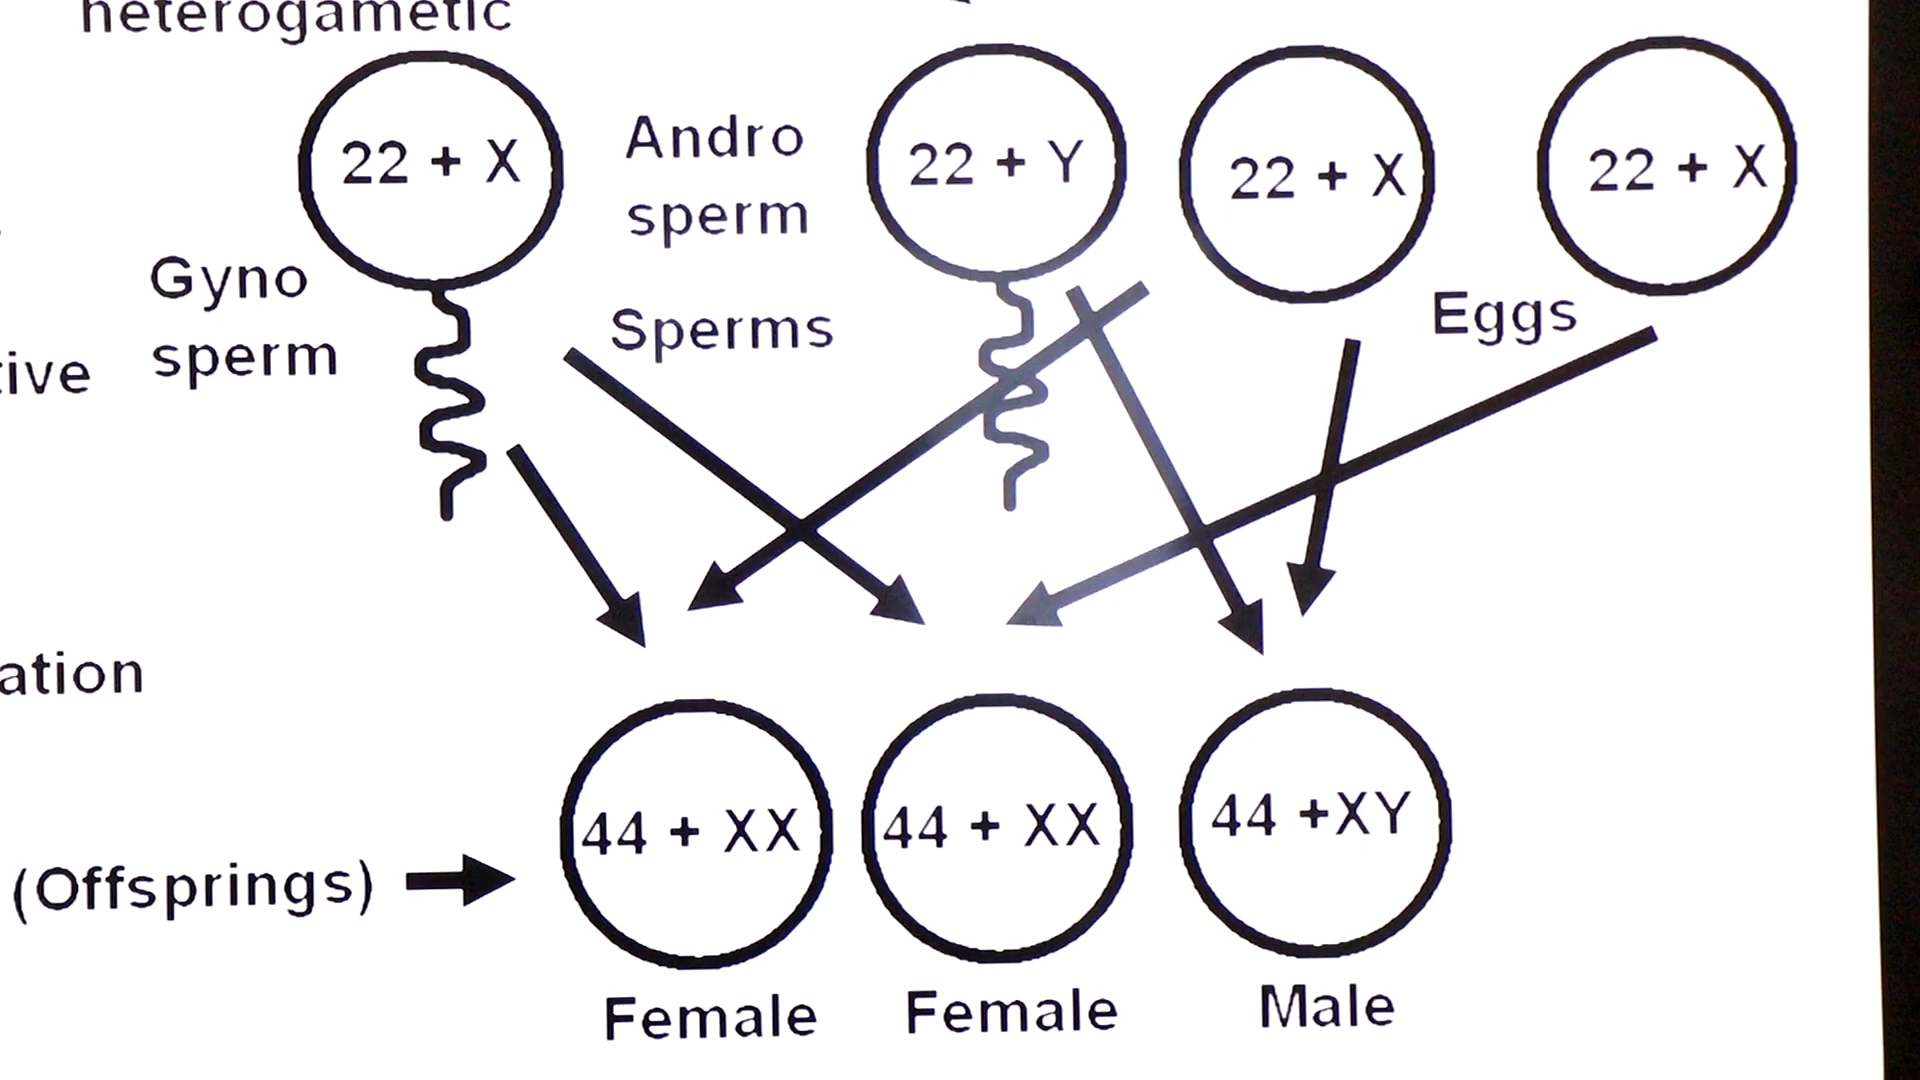 heterogametic
22 + X
Andro
sperm
22 + Y
22 + X
22 + X
Gyno
sperm
Sperms
Eggs
tive
ation
(Offsprings)
44 + XX
44 + XX
44 +XY
Female
Female
Male